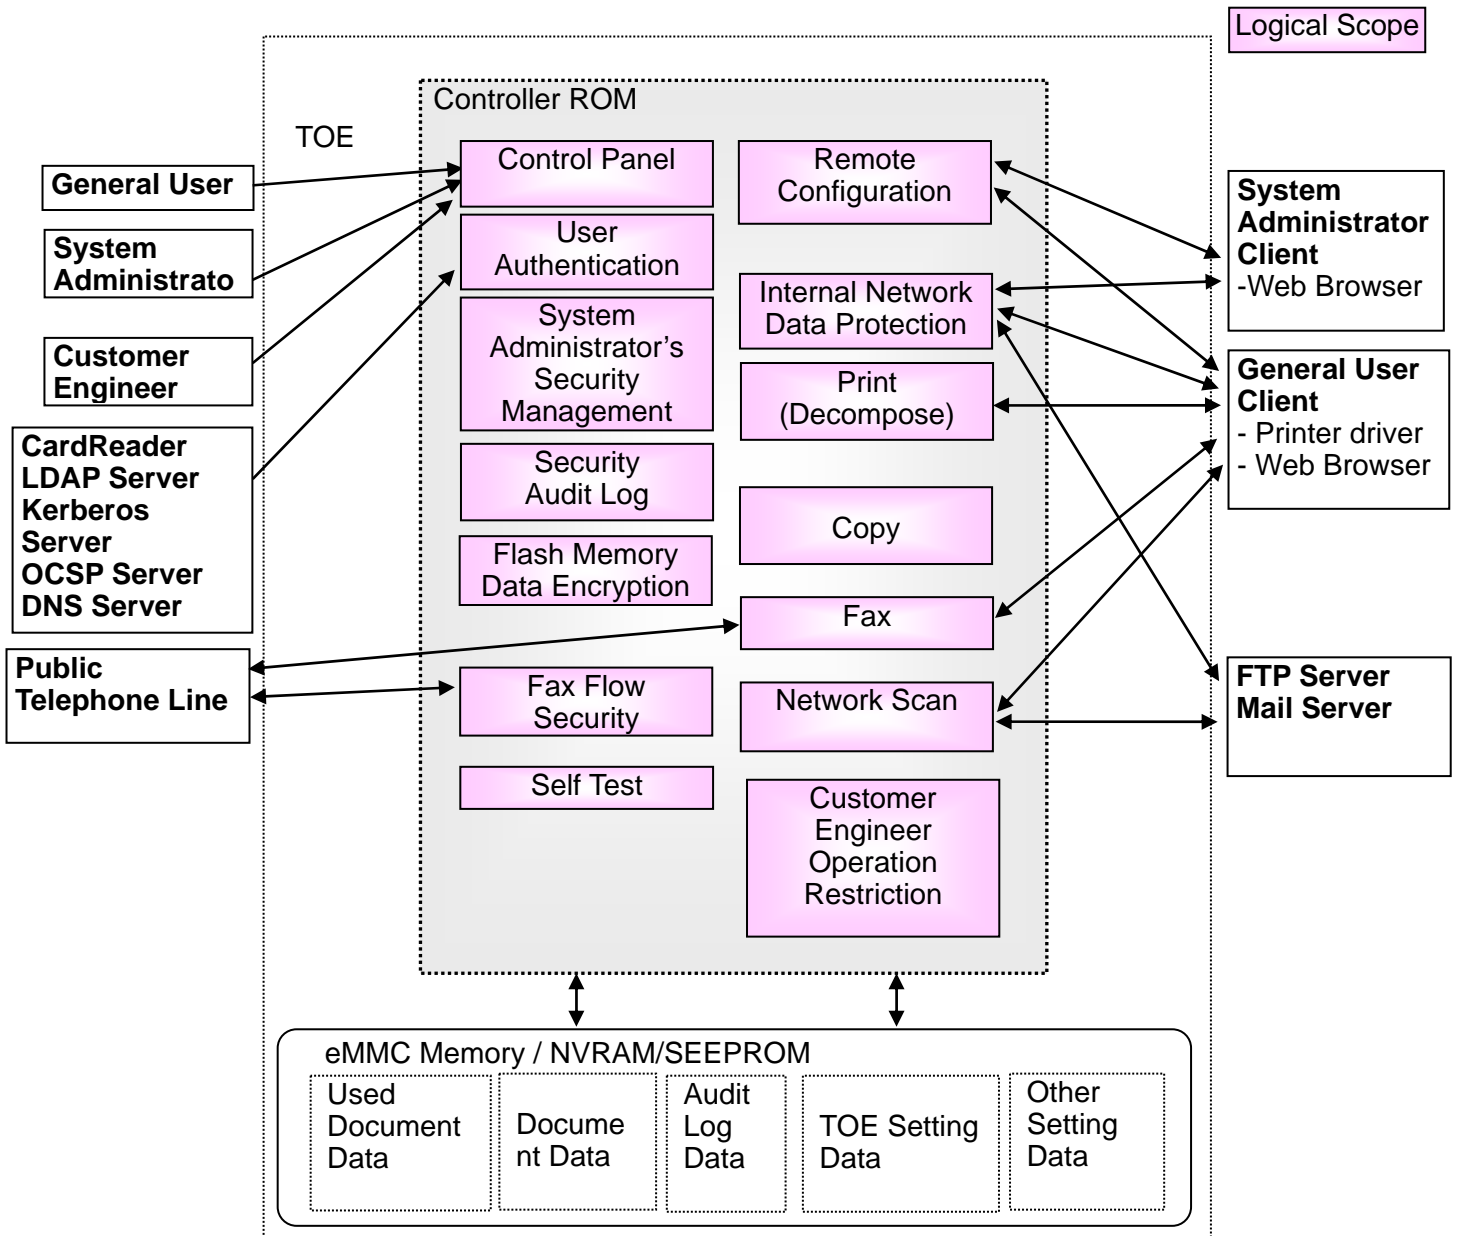 Logical Scope
Controller ROM
TOE
General User
System
Administrato
Customer
Engineer
CardReader
LDAP Server
Kerberos
Server
OCSP Server
DNS Server
Public
Telephone Line
Control Panel
User
Authentication
System
Administrator’s
Security
Management
Security
Audit Log
Flash Memory
Data Encryption
Fax Flow
Security
Self Test
Remote
Configuration
Internal Network
Data Protection
Print
(Decompose)
Copy
Fax
Network Scan
Customer
Engineer
Operation
Restriction
System
Administrator
Client
-Web Browser
General User
Client
- Printer driver
- Web Browser
FTP Server
Mail Server
eMMC Memory / NVRAM/SEEPROM
Used
Document
Data
Docume
nt Data
Audit
Log
Data
TOE Setting
Data
Other
Setting
Data